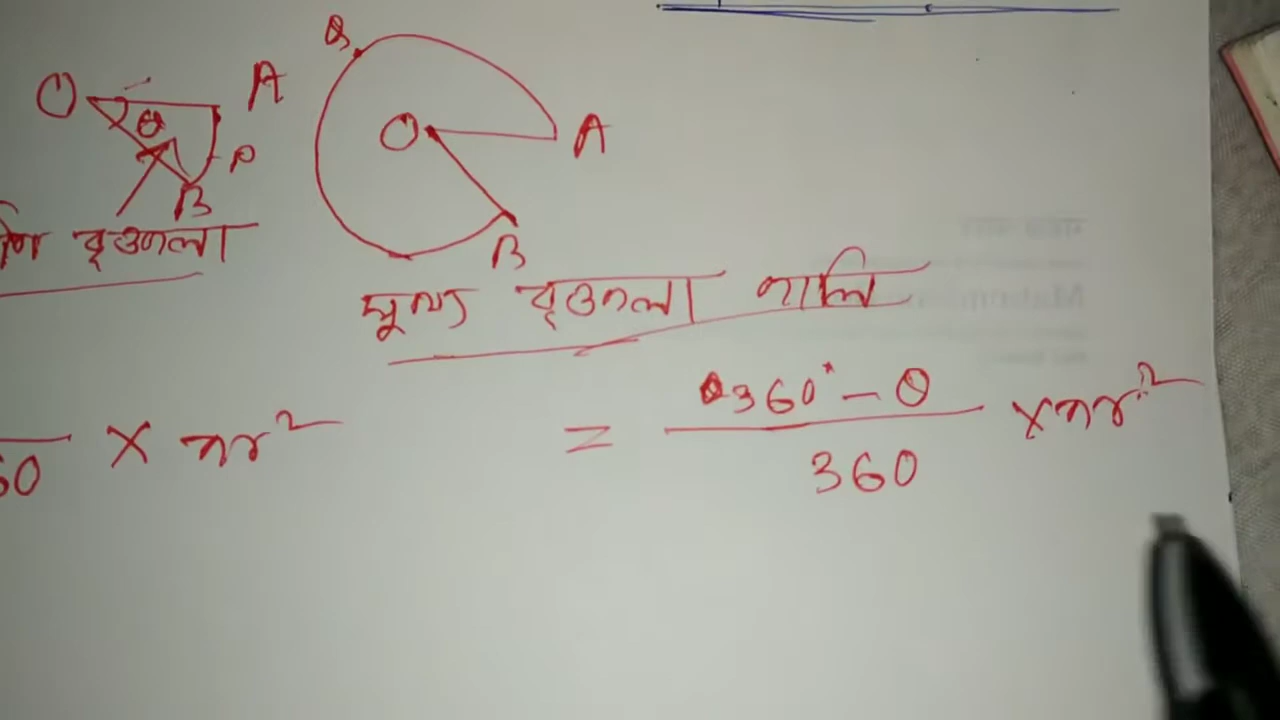 O θ A P B
Q O A B
বৃত্তকলা
মূখ্য বৃত্তকলা
= 360° - θ / 360 × πr²
60 × πr²